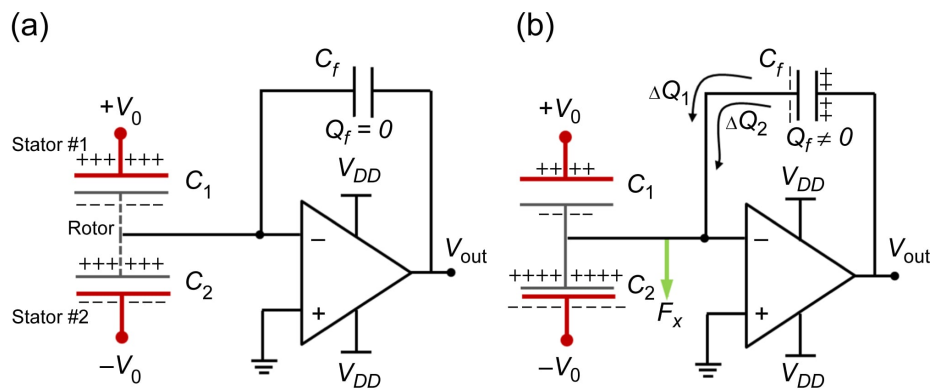 (a)
C_f
+V_0
Q_f = 0
Stator #1
+++ +++
C_1
V_DD
– – – – – –
Rotor
–
V_out
+++ +++
C_2
– – – – – –
Stator #2
+
–V_0
V_DD
(b)
C_f
ΔQ_1
+V_0
ΔQ_2
Q_f ≠ 0
++ ++
C_1
V_DD
– – – –
–
V_out
++++ ++++
C_2
– – – – – – – –
F_x
+
–V_0
V_DD